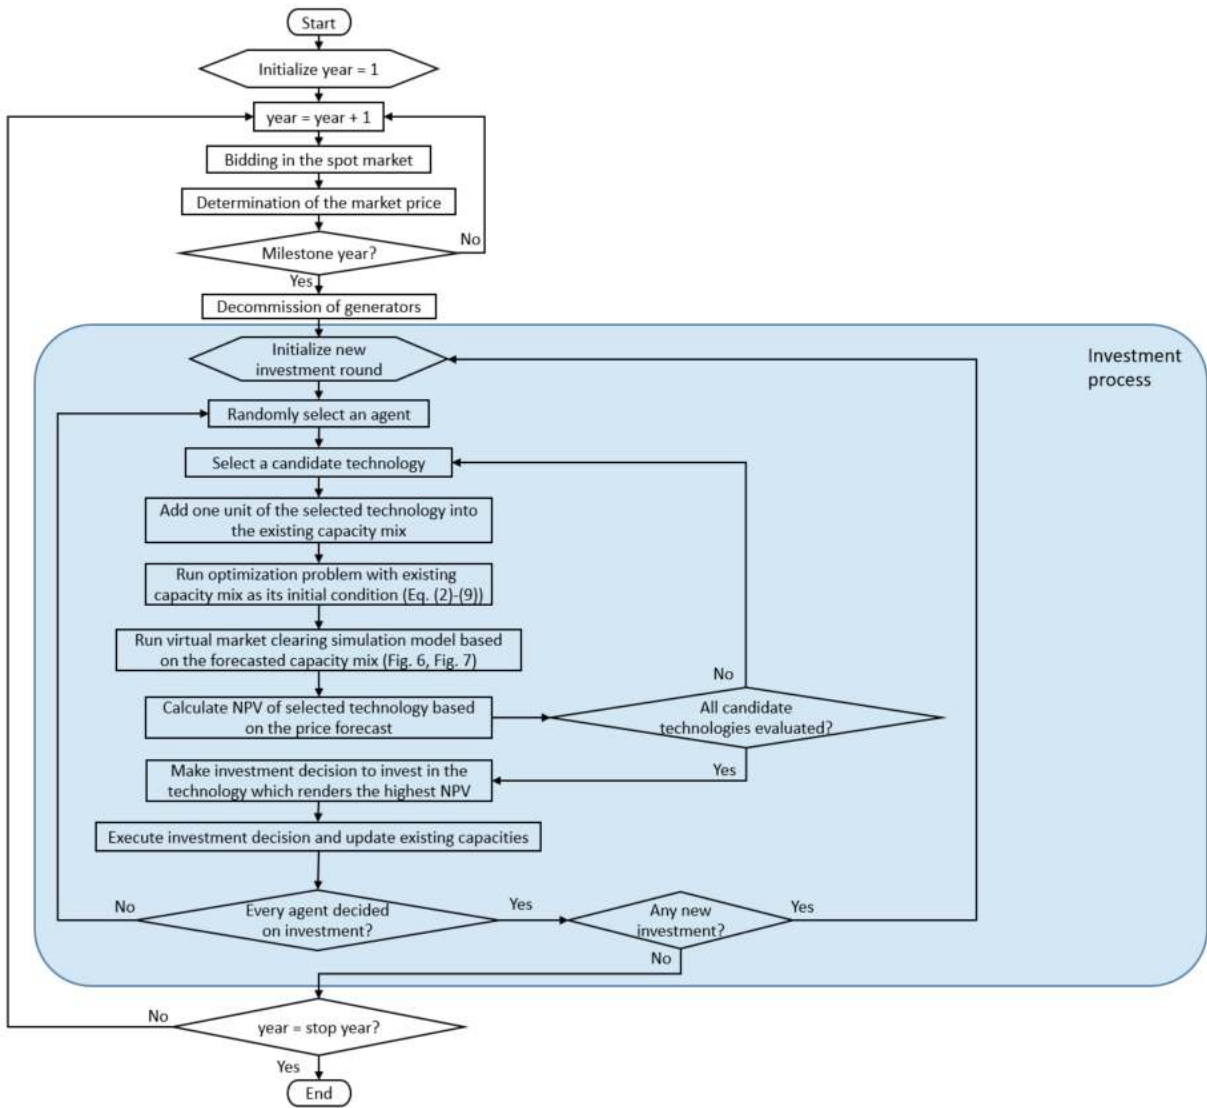 Start
Initialize year = 1
year = year + 1
Bidding in the spot market
Determination of the market price
Milestone year?
No
Yes
Decommission of generators
Initialize new
investment round
Investment
process
Randomly select an agent
Select a candidate technology
Add one unit of the selected technology into
the existing capacity mix
Run optimization problem with existing
capacity mix as its initial condition (Eq. (2)-(9))
Run virtual market clearing simulation model based
on the forecasted capacity mix (Fig. 6, Fig. 7)
Calculate NPV of selected technology based
on the price forecast
No
All candidate
technologies evaluated?
Yes
Make investment decision to invest in the
technology which renders the highest NPV
Execute investment decision and update existing capacities
No
Every agent decided
on investment?
Yes
Any new
investment?
Yes
No
No
year = stop year?
Yes
End